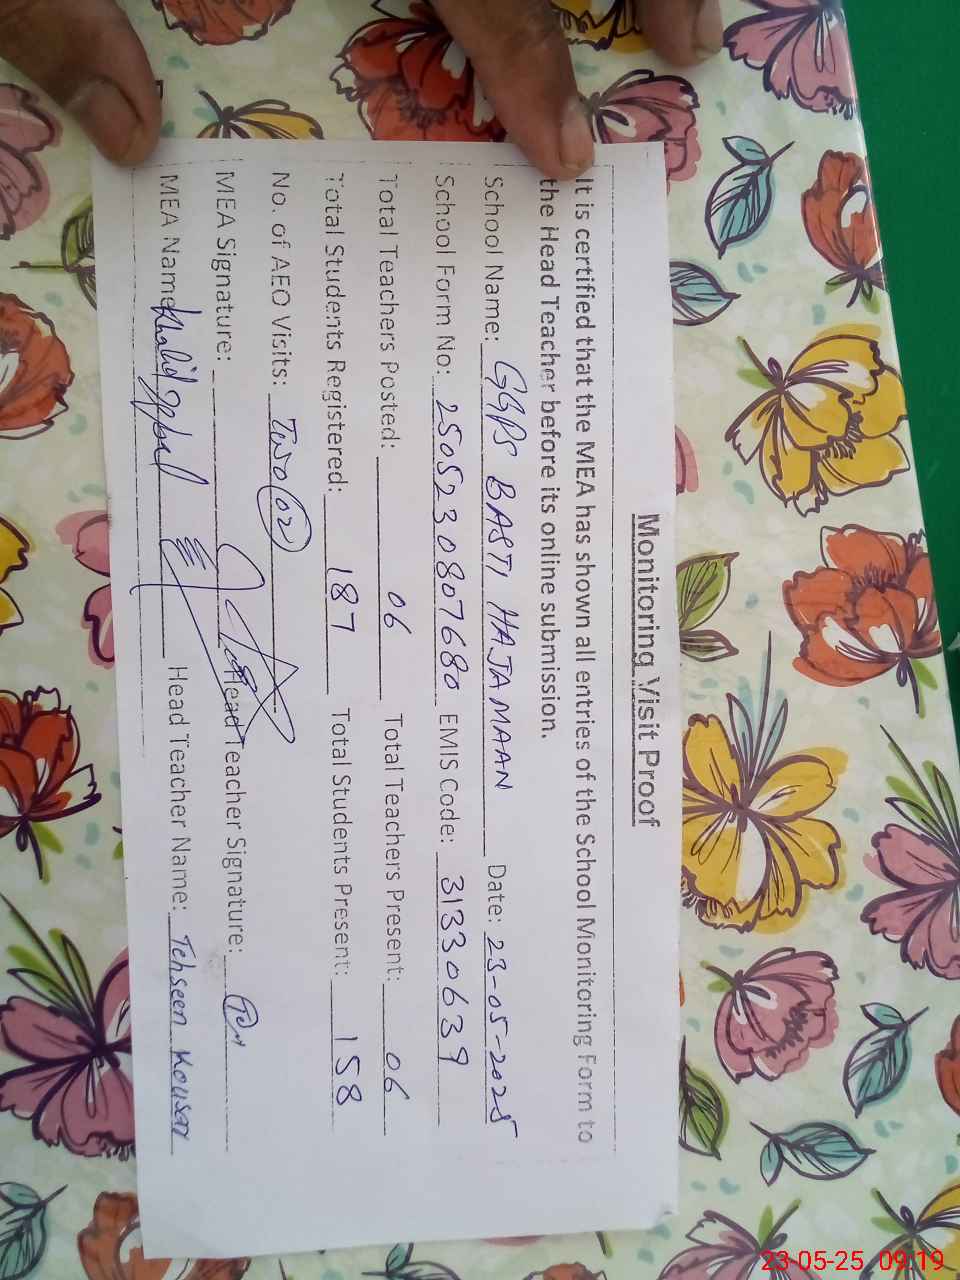 Monitoring Visit Proof
It is certified that the MEA has shown all entries of the School Monitoring Form to
the Head Teacher before its online submission.
School Name: GGPS BASTI HAJAMAAN Date: 23-05-2025
School Form No: 2505230807680 EMIS Code: 31330639
Total Teachers Posted: 06 Total Teachers Present: 06
Total Students Registered: 187 Total Students Present: 158
No. of AEO Visits: Two (02)
MEA Signature: Head Teacher Signature:
MEA Name: Khalid Iqbal Head Teacher Name: Tehseen Kousar
23-05-25 09:19